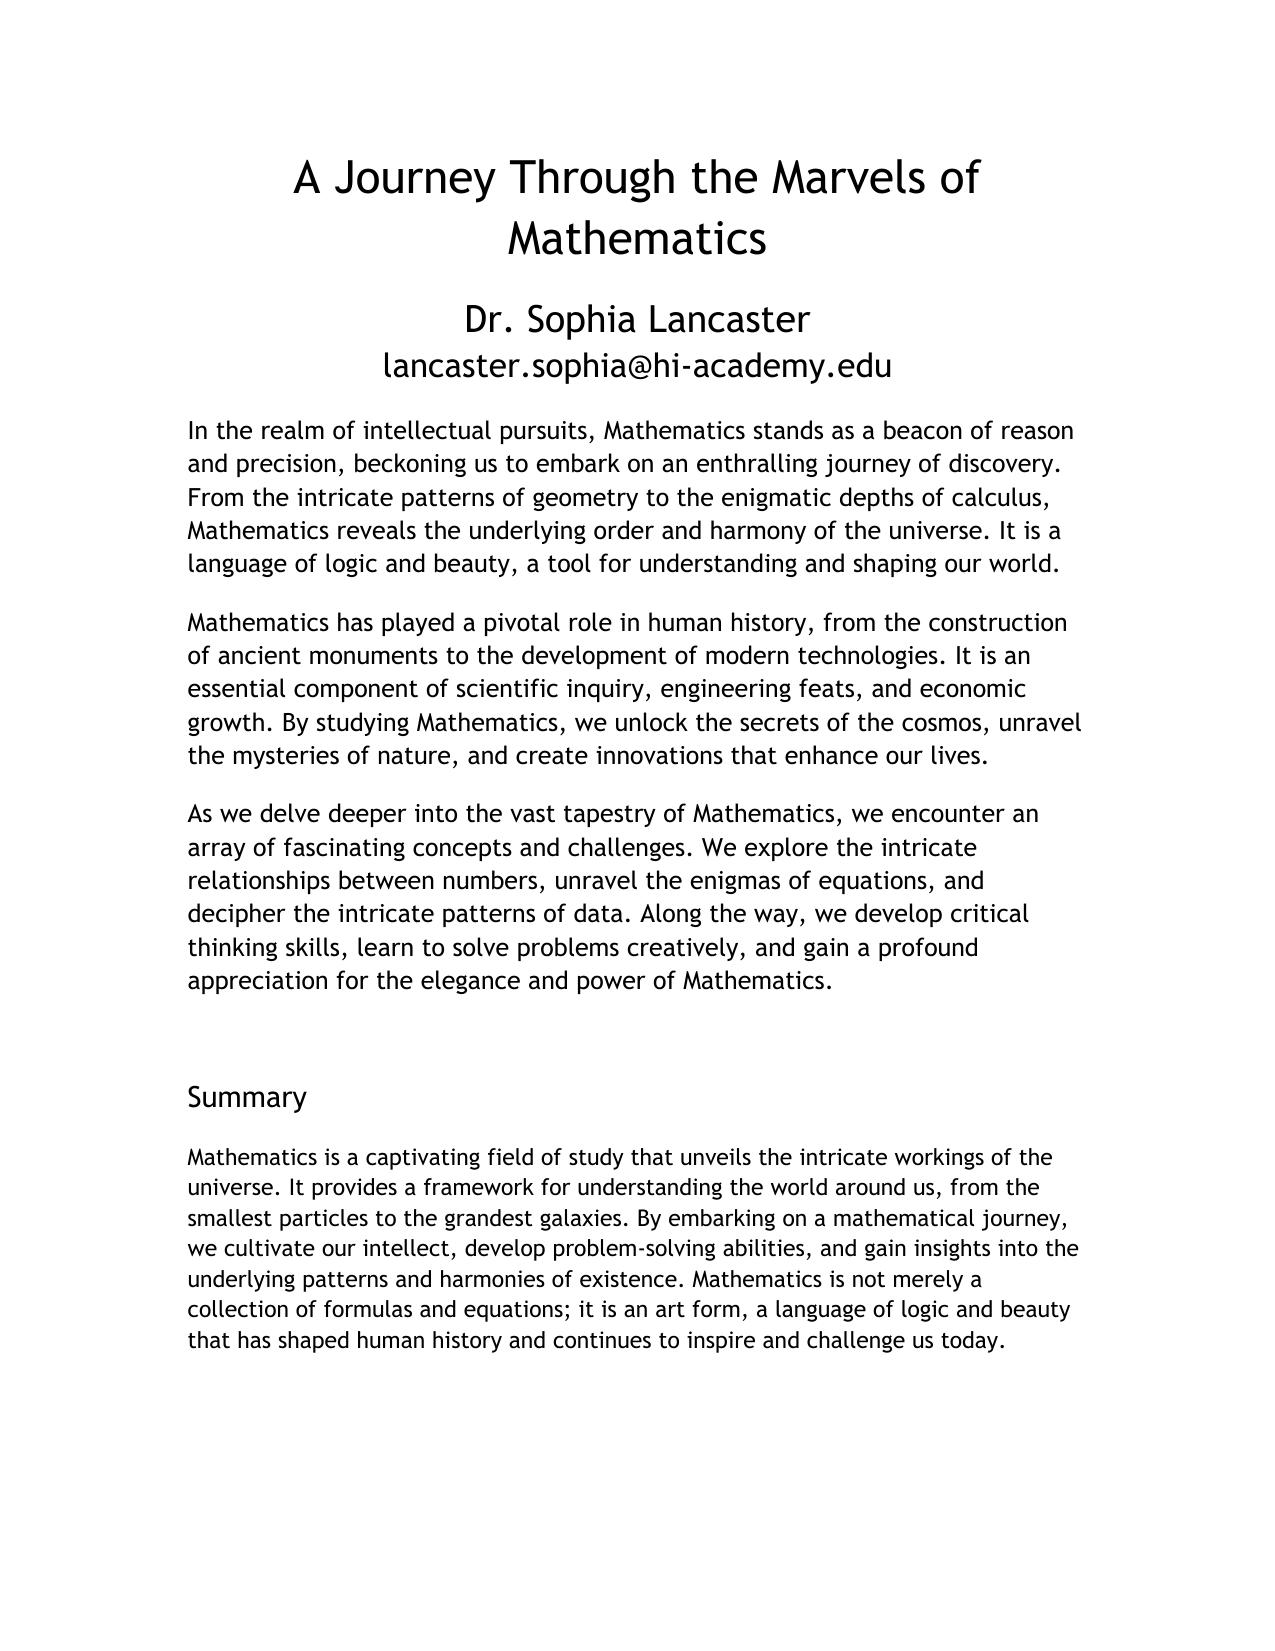 A Journey Through the Marvels of
Mathematics
Dr. Sophia Lancaster
lancaster.sophia@hi-academy.edu
In the realm of intellectual pursuits, Mathematics stands as a beacon of reason
and precision, beckoning us to embark on an enthralling journey of discovery.
From the intricate patterns of geometry to the enigmatic depths of calculus,
Mathematics reveals the underlying order and harmony of the universe. It is a
language of logic and beauty, a tool for understanding and shaping our world.
Mathematics has played a pivotal role in human history, from the construction
of ancient monuments to the development of modern technologies. It is an
essential component of scientific inquiry, engineering feats, and economic
growth. By studying Mathematics, we unlock the secrets of the cosmos, unravel
the mysteries of nature, and create innovations that enhance our lives.
As we delve deeper into the vast tapestry of Mathematics, we encounter an
array of fascinating concepts and challenges. We explore the intricate
relationships between numbers, unravel the enigmas of equations, and
decipher the intricate patterns of data. Along the way, we develop critical
thinking skills, learn to solve problems creatively, and gain a profound
appreciation for the elegance and power of Mathematics.
Summary
Mathematics is a captivating field of study that unveils the intricate workings of the
universe. It provides a framework for understanding the world around us, from the
smallest particles to the grandest galaxies. By embarking on a mathematical journey,
we cultivate our intellect, develop problem-solving abilities, and gain insights into the
underlying patterns and harmonies of existence. Mathematics is not merely a
collection of formulas and equations; it is an art form, a language of logic and beauty
that has shaped human history and continues to inspire and challenge us today.